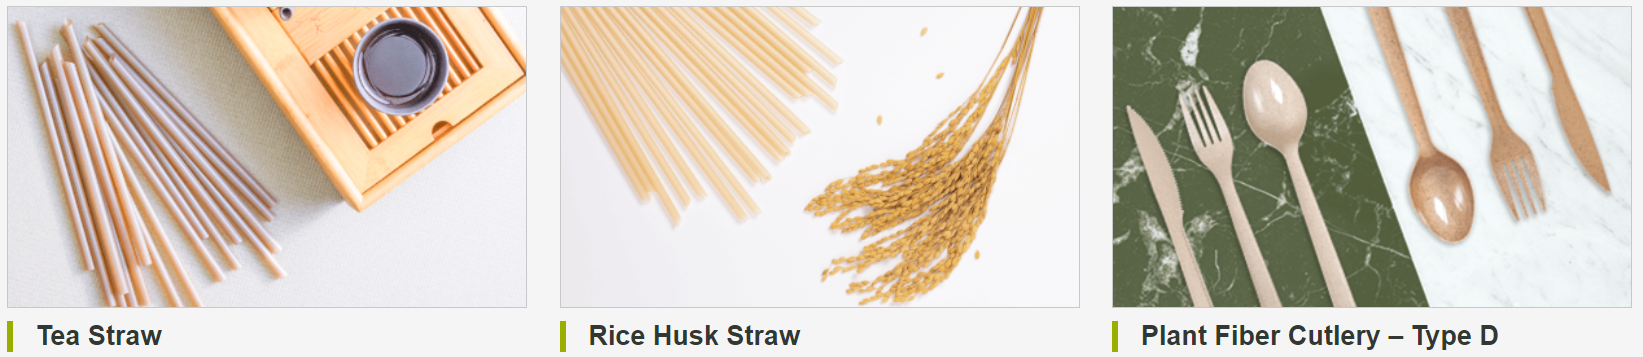 Tea Straw
Rice Husk Straw
Plant Fiber Cutlery – Type D